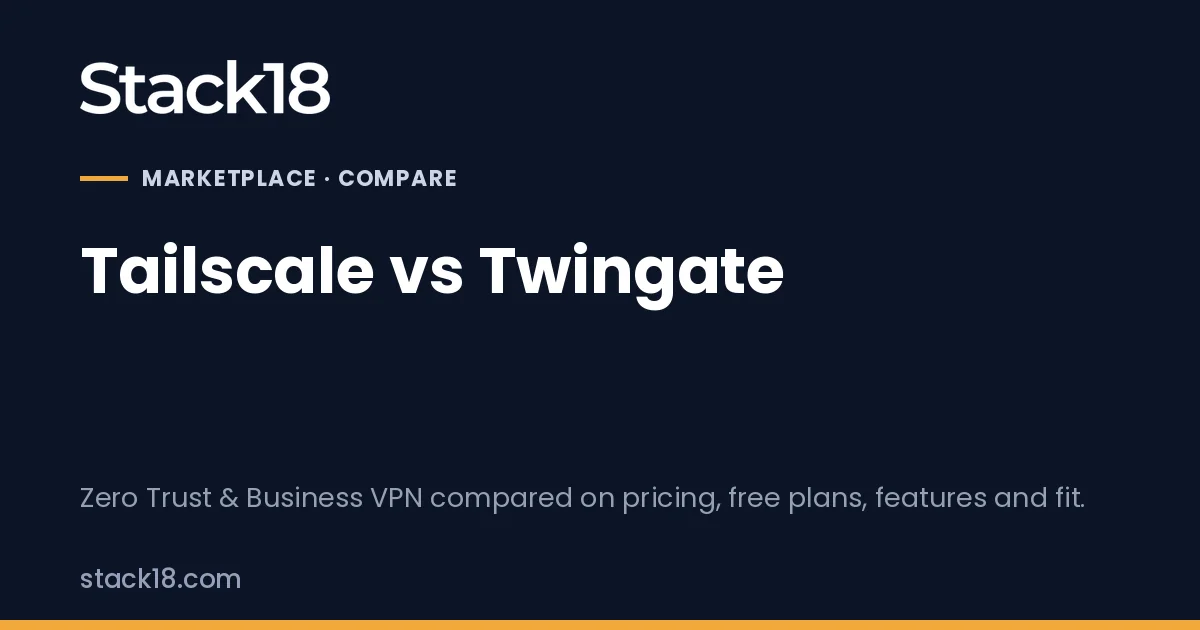 Stack18
MARKETPLACE · COMPARE
Tailscale vs Twingate
Zero Trust & Business VPN compared on pricing, free plans, features and fit.
stack18.com